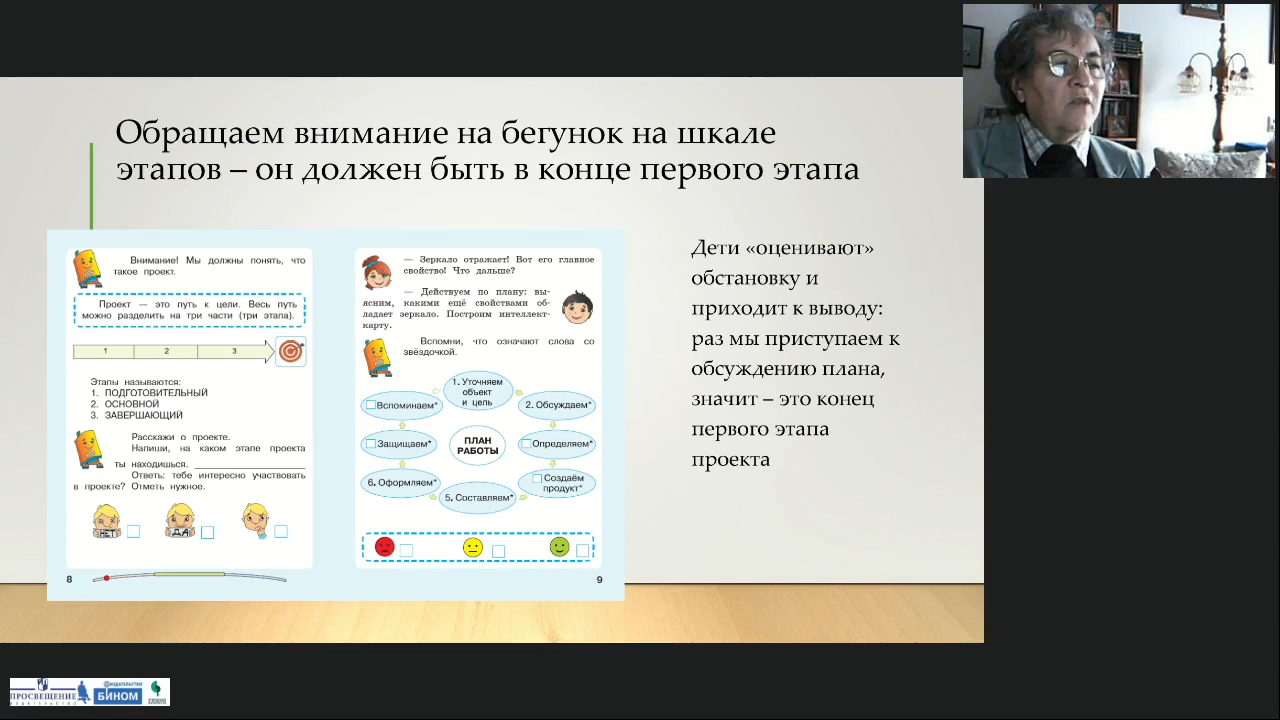 Обращаем внимание на бегунок на шкале
этапов – он должен быть в конце первого этапа
Внимание! Мы должны понять, что
такое проект.
Проект — это путь к цели. Весь путь
можно разделить на три части (три этапа).
1 2 3
Этапы называются:
1. ПОДГОТОВИТЕЛЬНЫЙ
2. ОСНОВНОЙ
3. ЗАВЕРШАЮЩИЙ
Расскажи о проекте.
Напиши, на каком этапе проекта
ты находишься.
Ответь: тебе интересно участвовать
в проекте? Отметь нужное.
НЕТ ДА
8
— Зеркало отражает! Вот его главное
свойство! Что дальше?
— Действуем по плану: вы-
ясним, какими ещё свойствами об-
ладает зеркало. Построим интеллект-
карту.
Вспомни, что означают слова со
звёздочкой.
1. Уточняем
объект
и цель
2. Обсуждаем*
Определяем*
Создаём
продукт*
5. Составляем*
6. Оформляем*
Защищаем*
Вспоминаем*
ПЛАН
РАБОТЫ
9
Дети «оценивают»
обстановку и
приходит к выводу:
раз мы приступаем к
обсуждению плана,
значит – это конец
первого этапа
проекта
ПРОСВЕЩЕНИЕ
ИЗДАТЕЛЬСТВО
ИЗДАТЕЛЬСТВО
БИНОМ